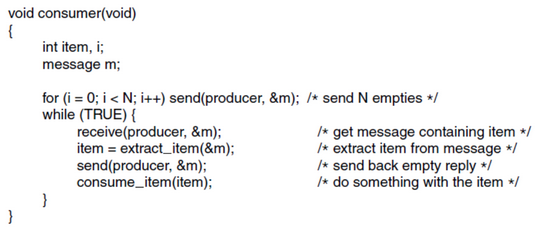 void consumer(void)
{
int item, i;
message m;
for (i = 0; i < N; i++) send(producer, &m); /* send N empties */
while (TRUE) {
receive(producer, &m); /* get message containing item */
item = extract_item(&m); /* extract item from message */
send(producer, &m); /* send back empty reply */
consume_item(item); /* do something with the item */
}
}